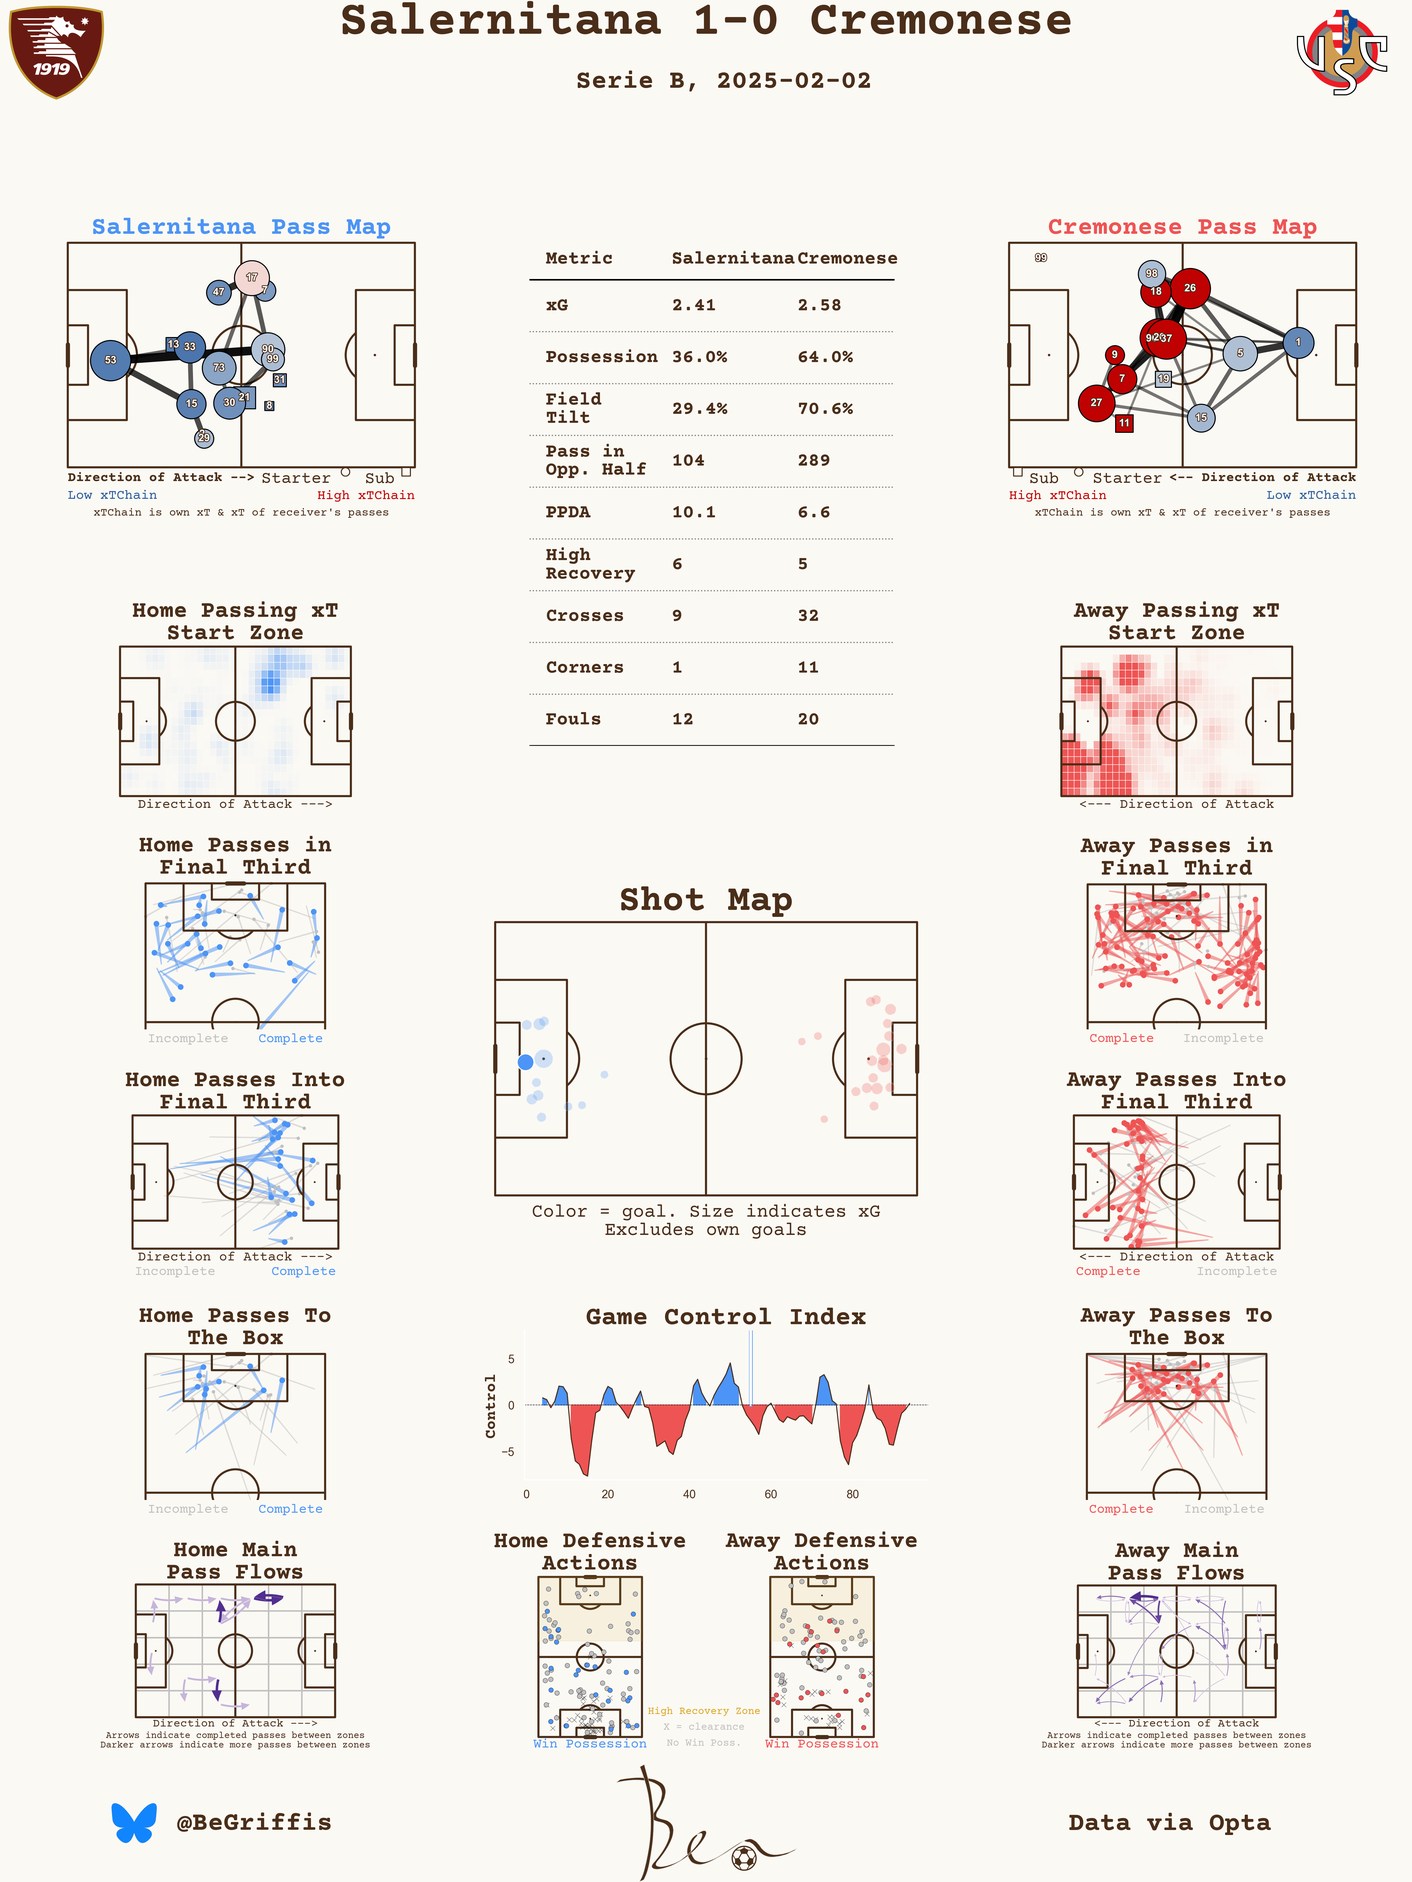 Salernitana 1-0 Cremonese
Serie B, 2025-02-02
1919
USC
Salernitana Pass Map
17
47
7
13
33
53
90
99
73
31
15
30
21
8
29
Direction of Attack --> Starter Sub
Low xTChain High xTChain
xTChain is own xT & xT of receiver's passes
Metric Salernitana Cremonese
xG 2.41 2.58
Possession 36.0% 64.0%
Field
Tilt 29.4% 70.6%
Pass in
Opp. Half 104 289
PPDA 10.1 6.6
High
Recovery 6 5
Crosses 9 32
Corners 1 11
Fouls 12 20
Cremonese Pass Map
99
98
18
26
37
9
5
1
7
19
27
11
15
Sub Starter <-- Direction of Attack
High xTChain Low xTChain
xTChain is own xT & xT of receiver's passes
Home Passing xT
Start Zone
Direction of Attack --->
Away Passing xT
Start Zone
<--- Direction of Attack
Home Passes in
Final Third
Incomplete Complete
Away Passes in
Final Third
Complete Incomplete
Shot Map
Color = goal. Size indicates xG
Excludes own goals
Home Passes Into
Final Third
Direction of Attack --->
Incomplete Complete
Away Passes Into
Final Third
<--- Direction of Attack
Complete Incomplete
Home Passes To
The Box
Incomplete Complete
Game Control Index
Control
5
0
−5
0 20 40 60 80
Away Passes To
The Box
Complete Incomplete
Home Main
Pass Flows
Direction of Attack --->
Arrows indicate completed passes between zones
Darker arrows indicate more passes between zones
Home Defensive
Actions
Win Possession
Away Defensive
Actions
Win Possession
High Recovery Zone
X = clearance
No Win Poss.
Away Main
Pass Flows
<--- Direction of Attack
Arrows indicate completed passes between zones
Darker arrows indicate more passes between zones
@BeGriffis
Ben
Data via Opta